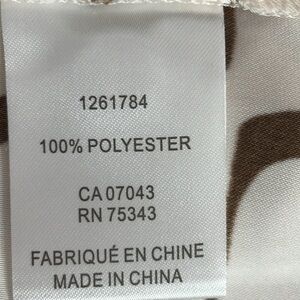 1261784
100% POLYESTER
CA 07043
RN 75343
FABRIQUÉ EN CHINE
MADE IN CHINA